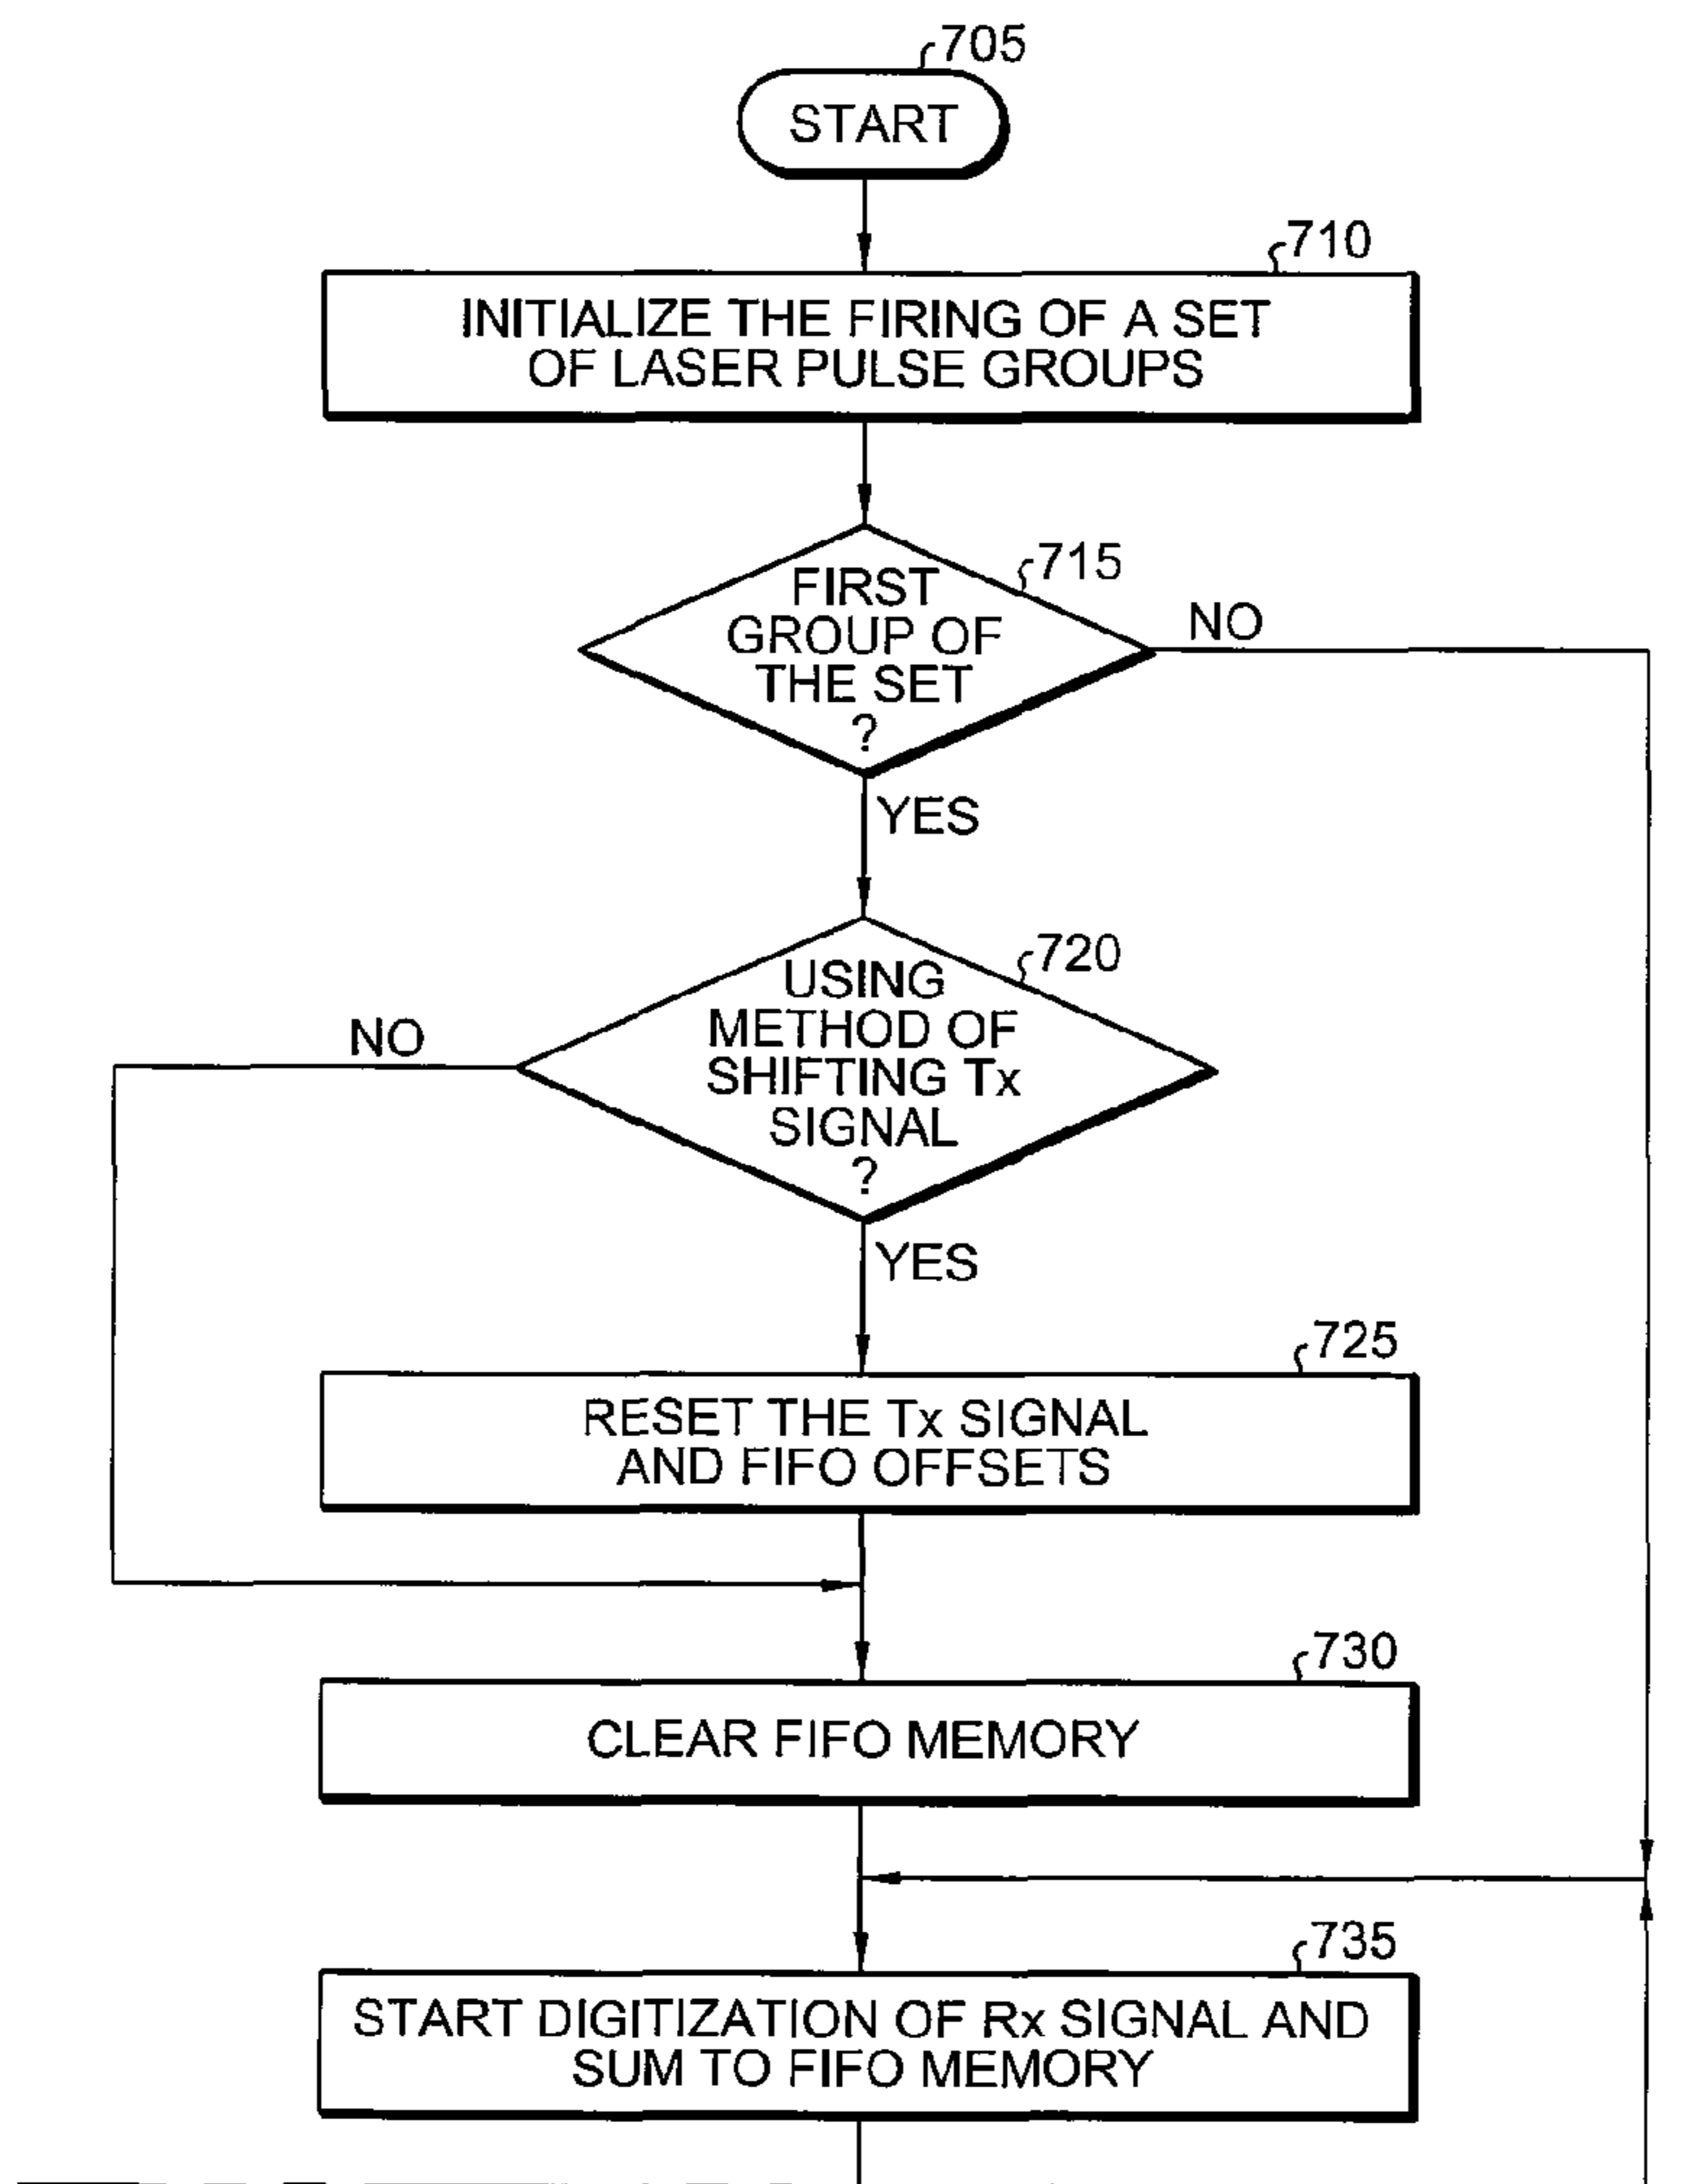 705
START
710
INITIALIZE THE FIRING OF A SET
OF LASER PULSE GROUPS
715
FIRST
GROUP OF
THE SET
?
NO
YES
720
USING
METHOD OF
SHIFTING Tx
SIGNAL
?
NO
YES
725
RESET THE Tx SIGNAL
AND FIFO OFFSETS
730
CLEAR FIFO MEMORY
735
START DIGITIZATION OF Rx SIGNAL AND
SUM TO FIFO MEMORY